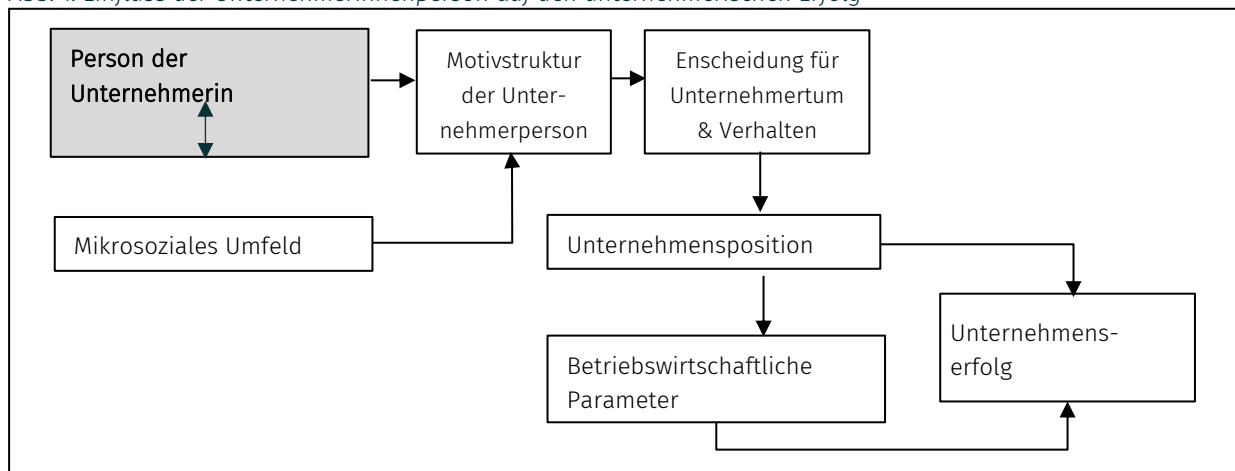 Person der
Unternehmerin
Motivstruktur
der Unter-
nehmerperson
Enscheidung für
Unternehmertum
& Verhalten
Mikrosoziales Umfeld
Unternehmensposition
Unternehmens-
erfolg
Betriebswirtschaftliche
Parameter